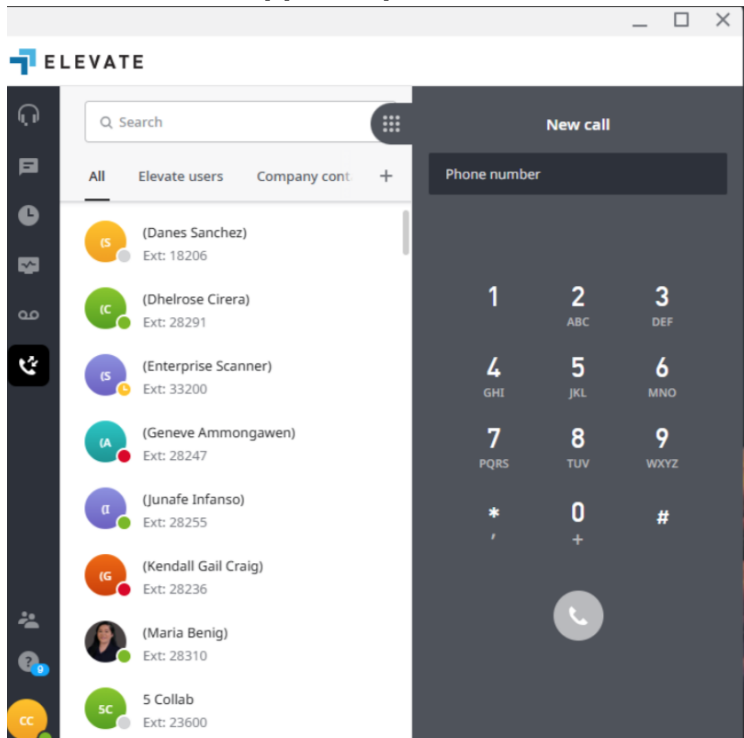 ELEVATE
Search
All Elevate users Company cont +
(S
(Danes Sanchez)
Ext: 18206
(C
(Dhelrose Cirera)
Ext: 28291
(S
(Enterprise Scanner)
Ext: 33200
(A
(Geneve Ammongawen)
Ext: 28247
(I
(Junafe Infanso)
Ext: 28255
(G
(Kendall Gail Craig)
Ext: 28236
(Maria Benig)
Ext: 28310
5C
5 Collab
Ext: 23600
?
9
CC
New call
Phone number
1 2 3
ABC DEF
4 5 6
GHI JKL MNO
7 8 9
PQRS TUV WXYZ
* 0 #
, +